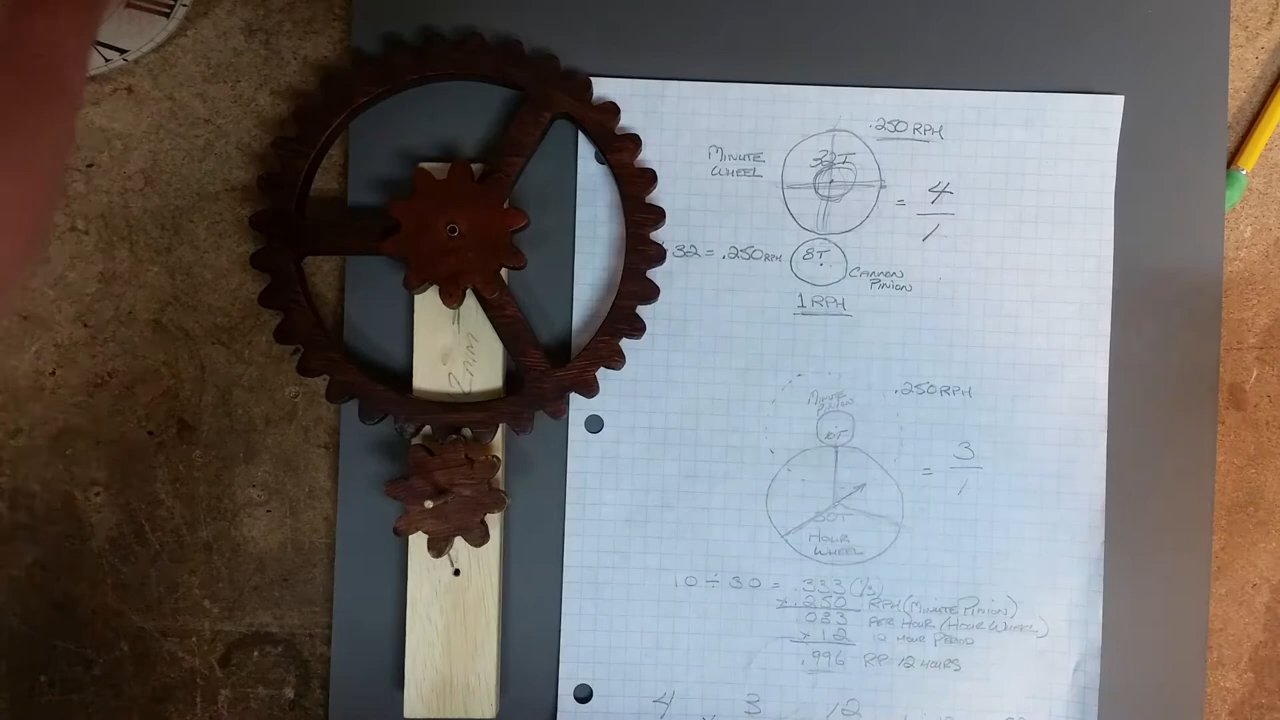 .250 RPH
MINUTE
WHEEL
32T
= 4
1
32 = .250 RPH
8T
CANNON
PINION
1 RPH
MINUTE
PINION
.250 RPH
10T
= 3
1
30T
HOUR
WHEEL
10 ÷ 30 = .333 (1/3)
x .250 RPH (MINUTE PINION)
.083 PER HOUR (HOUR WHEEL)
x 12 12 HOUR PERIOD
.996 RP 12 HOURS
4 3 12